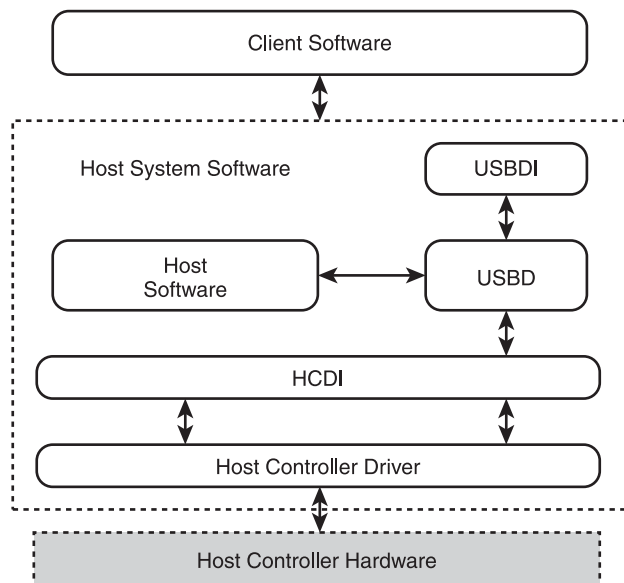 Client Software
Host System Software
USBDI
Host
Software
USBD
HCDI
Host Controller Driver
Host Controller Hardware